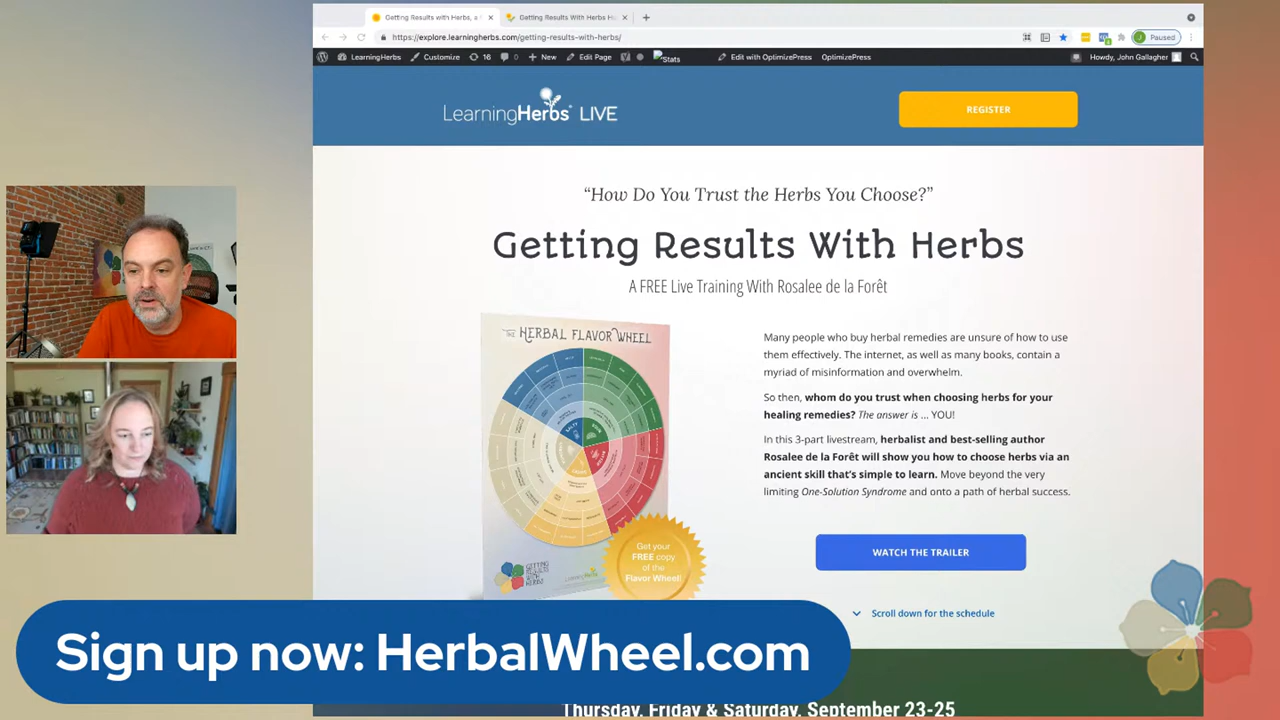 Getting Results with Herbs, a
Getting Results With Herbs H
https://explore.learningherbs.com/getting-results-with-herbs/
Paused
LearningHerbs
Customize
16
0
New
Edit Page
Stats
Edit with OptimizePress
OptimizePress
Howdy, John Gallagher
LearningHerbs® LIVE
REGISTER
“How Do You Trust the Herbs You Choose?”
Getting Results With Herbs
A FREE Live Training With Rosalee de la Forêt
THE HERBAL FLAVOR WHEEL
SALTY
SOUR
GETTING
RESULTS
WITH
HERBS
Get your
FREE copy
of the
Flavor Wheel!
Many people who buy herbal remedies are unsure of how to use
them effectively. The internet, as well as many books, contain a
myriad of misinformation and overwhelm.
So then, whom do you trust when choosing herbs for your
healing remedies? The answer is ... YOU!
In this 3-part livestream, herbalist and best-selling author
Rosalee de la Forêt will show you how to choose herbs via an
ancient skill that’s simple to learn. Move beyond the very
limiting One-Solution Syndrome and onto a path of herbal success.
WATCH THE TRAILER
Scroll down for the schedule
Thursday, Friday & Saturday, September 23-25
Sign up now: HerbalWheel.com